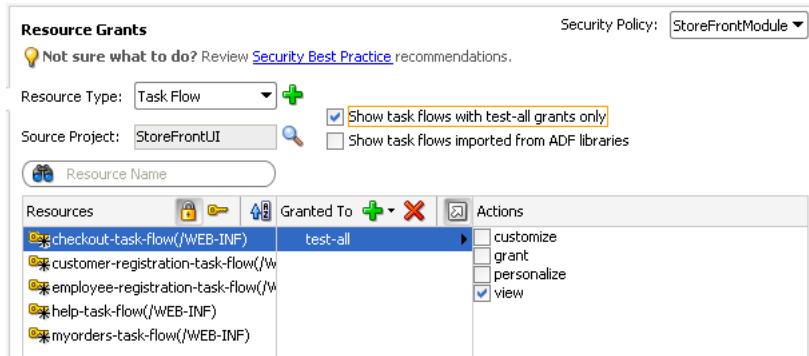 Resource Grants
Security Policy: StoreFrontModule
Not sure what to do? Review Security Best Practice recommendations.
Resource Type: Task Flow
Show task flows with test-all grants only
Source Project: StoreFrontUI
Show task flows imported from ADF libraries
Resource Name
Resources Granted To Actions
checkout-task-flow(/WEB-INF) test-all customize
grant
customer-registration-task-flow(/W
personalize
employee-registration-task-flow(/W
view
help-task-flow(/WEB-INF)
myorders-task-flow(/WEB-INF)